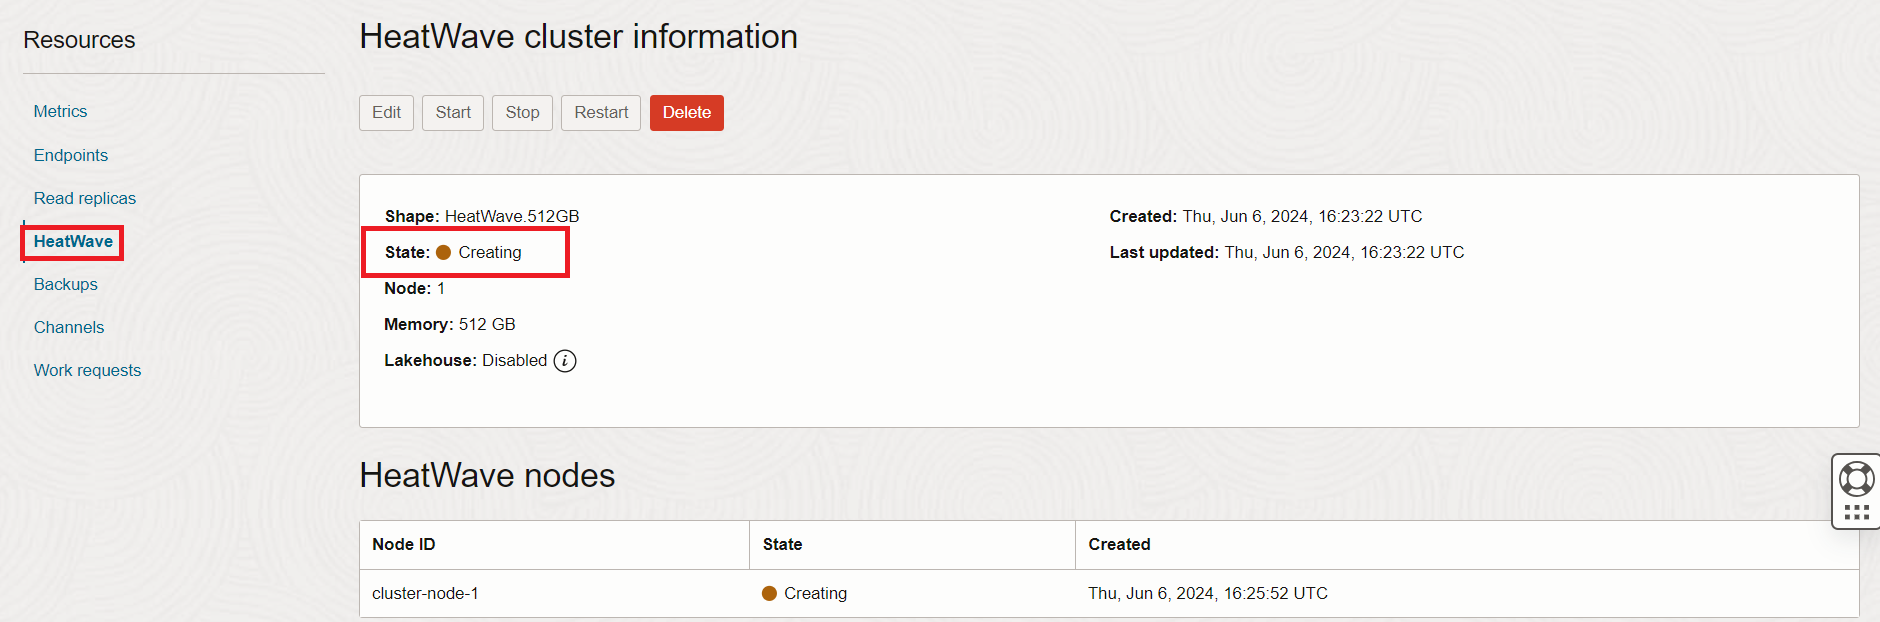 Resources
Metrics
Endpoints
Read replicas
HeatWave
Backups
Channels
Work requests
HeatWave cluster information
Edit Start Stop Restart Delete
Shape: HeatWave.512GB
State: Creating
Node: 1
Memory: 512 GB
Lakehouse: Disabled i
Created: Thu, Jun 6, 2024, 16:23:22 UTC
Last updated: Thu, Jun 6, 2024, 16:23:22 UTC
HeatWave nodes
Node ID State Created
cluster-node-1 Creating Thu, Jun 6, 2024, 16:25:52 UTC